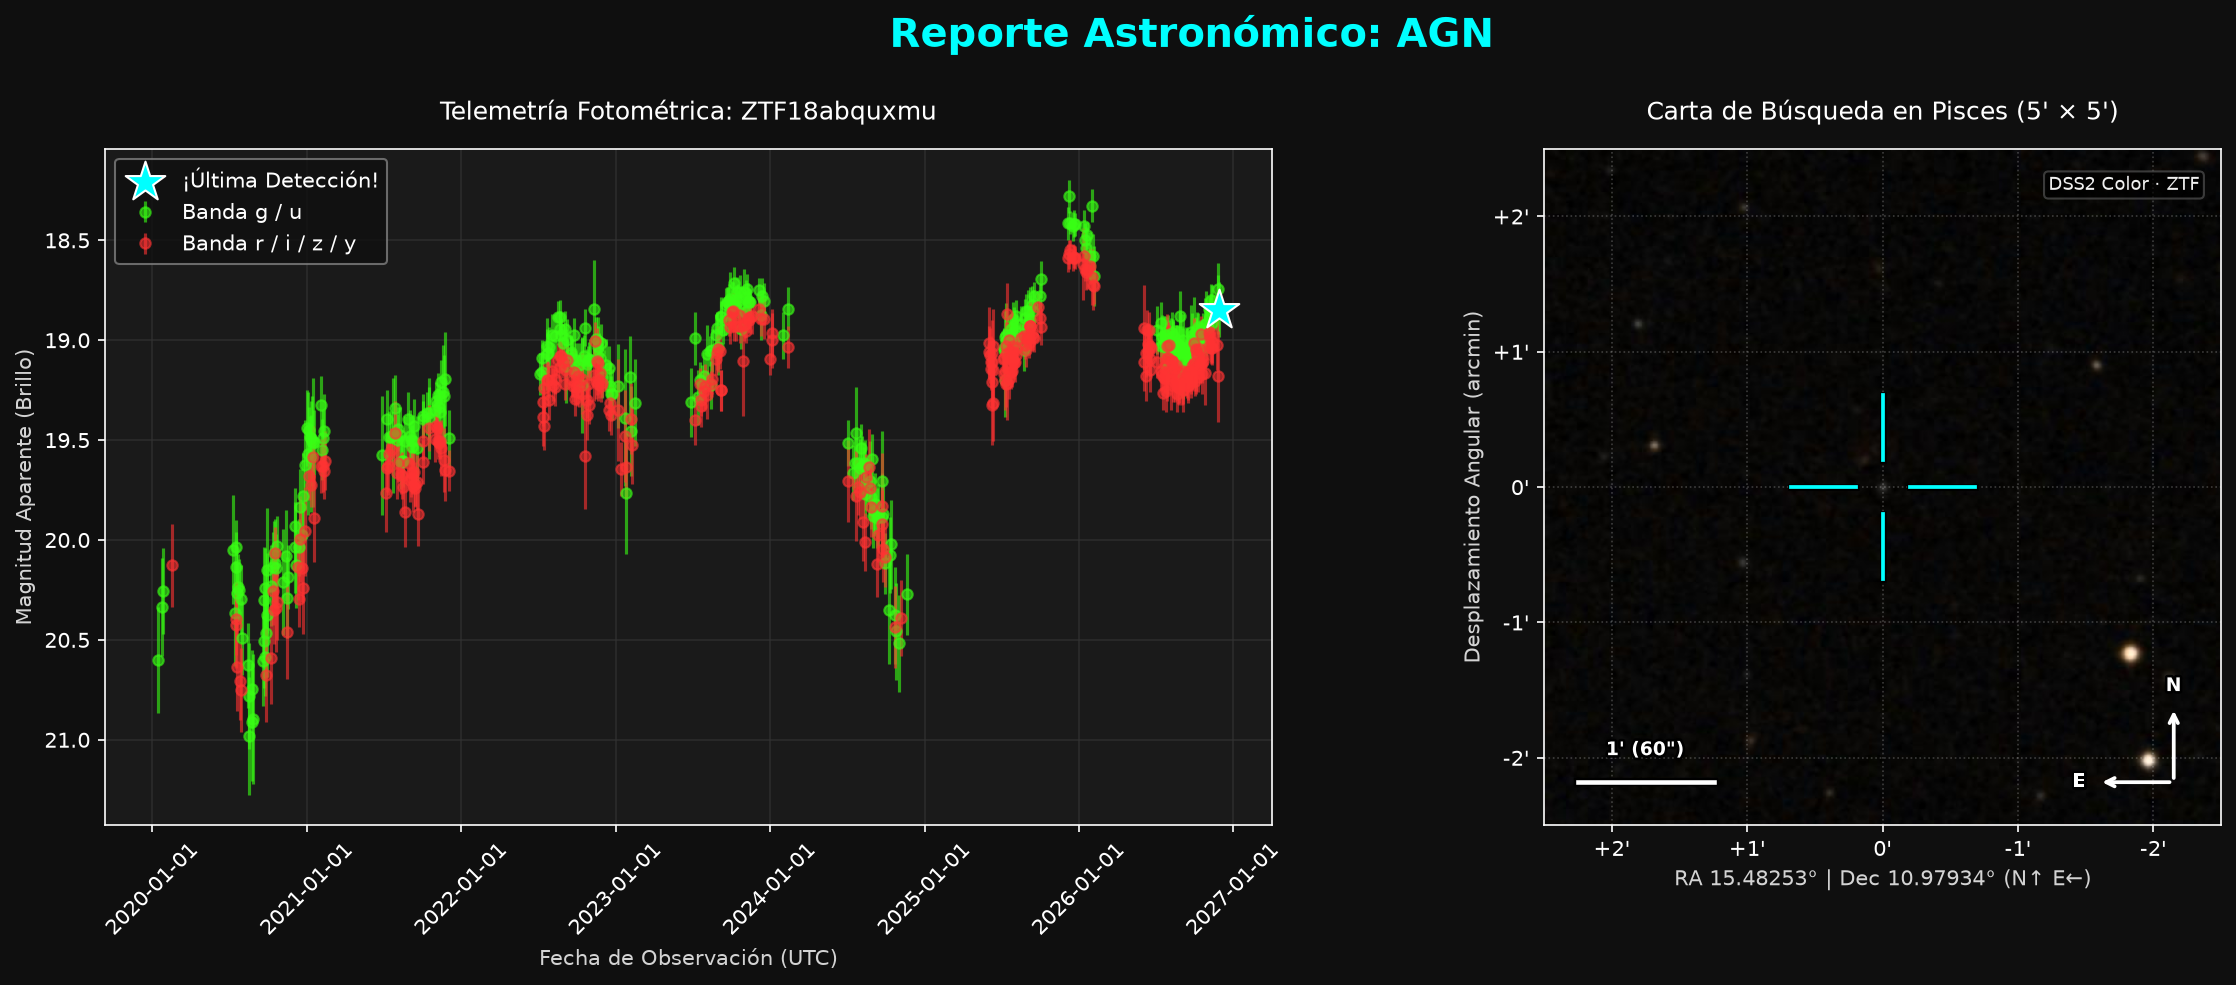 Reporte Astronómico: AGN
Telemetría Fotométrica: ZTF18abquxmu
¡Última Detección!
Banda g / u
Banda r / i / z / y
Magnitud Aparente (Brillo)
18.5
19.0
19.5
20.0
20.5
21.0
2020-01-01
2021-01-01
2022-01-01
2023-01-01
2024-01-01
2025-01-01
2026-01-01
2027-01-01
Fecha de Observación (UTC)
Carta de Búsqueda en Pisces (5' × 5')
DSS2 Color · ZTF
Desplazamiento Angular (arcmin)
+2'
+1'
0'
-1'
-2'
N
E
1' (60")
+2'
+1'
0'
-1'
-2'
RA 15.48253° | Dec 10.97934° (N↑ E←)